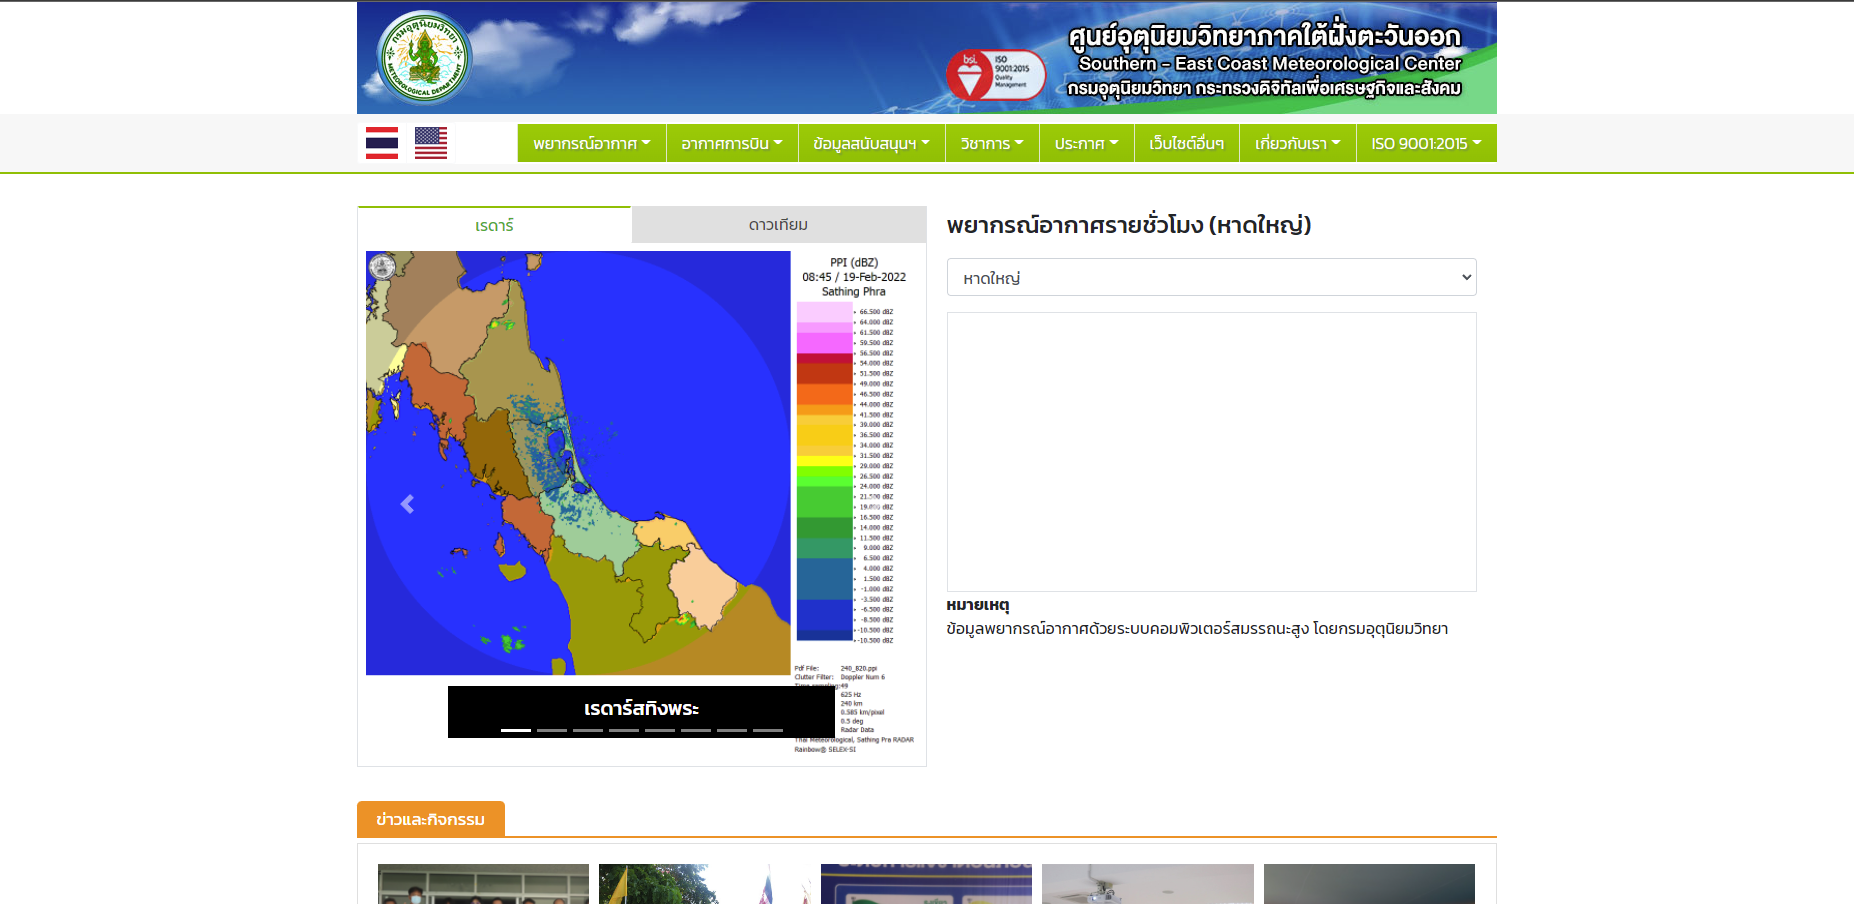 กรมอุตุนิยมวิทยา
METEOROLOGICAL DEPARTMENT
bsi.
ISO
9001:2015
Quality
Management
ศูนย์อุตุนิยมวิทยาภาคใต้ฝั่งตะวันออก
Southern - East Coast Meteorological Center
กรมอุตุนิยมวิทยา กระทรวงดิจิทัลเพื่อเศรษฐกิจและสังคม
พยากรณ์อากาศ อากาศการบิน ข้อมูลสนับสนุนฯ วิชาการ ประกาศ เว็บไซต์อื่นๆ เกี่ยวกับเรา ISO 9001:2015
เรดาร์ ดาวเทียม
PPI (dBZ)
08:45 / 19-Feb-2022
Sathing Phra
66.500 dBZ
64.000 dBZ
61.500 dBZ
59.500 dBZ
56.500 dBZ
54.000 dBZ
51.500 dBZ
49.000 dBZ
46.500 dBZ
44.000 dBZ
41.500 dBZ
39.000 dBZ
36.500 dBZ
34.000 dBZ
31.500 dBZ
29.000 dBZ
26.500 dBZ
24.000 dBZ
21.500 dBZ
19.000 dBZ
16.500 dBZ
14.000 dBZ
11.500 dBZ
9.000 dBZ
6.500 dBZ
4.000 dBZ
1.500 dBZ
-1.000 dBZ
-3.500 dBZ
-6.500 dBZ
-8.500 dBZ
-10.500 dBZ
-10.500 dBZ
Pdf File: 240_820.ppi
Clutter Filter: Doppler Num 6
Time sampling:49
625 Hz
240 km
0.585 km/pixel
0.5 deg
Radar Data
Thai Meteorological, Sathing Pra RADAR
Rainbow® SELEX-SI
เรดาร์สทิงพระ
พยากรณ์อากาศรายชั่วโมง (หาดใหญ่)
หาดใหญ่
หมายเหตุ
ข้อมูลพยากรณ์อากาศด้วยระบบคอมพิวเตอร์สมรรถนะสูง โดยกรมอุตุนิยมวิทยา
ข่าวและกิจกรรม